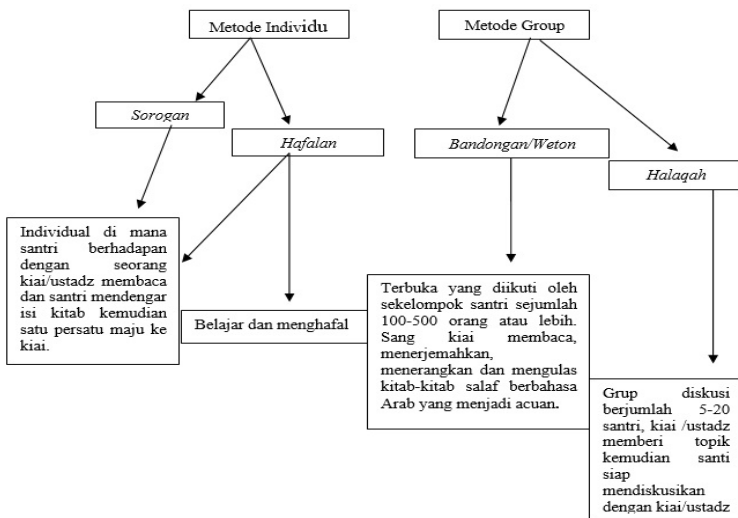 Metode Individu
Metode Group
Sorogan
Hafalan
Bandongan/Weton
Halaqah
Individual di mana
santri berhadapan
dengan seorang
kiai/ustadz membaca
dan santri mendengar
isi kitab kemudian
satu persatu maju ke
kiai.
Belajar dan menghafal
Terbuka yang diikuti oleh
sekelompok santri sejumlah
100-500 orang atau lebih.
Sang kiai membaca,
menerjemahkan,
menerangkan dan mengulas
kitab-kitab salaf berbahasa
Arab yang menjadi acuan.
Grup diskusi
berjumlah 5-20
santri, kiai /ustadz
memberi topik
kemudian santi
siap
mendiskusikan
dengan kiai/ustadz